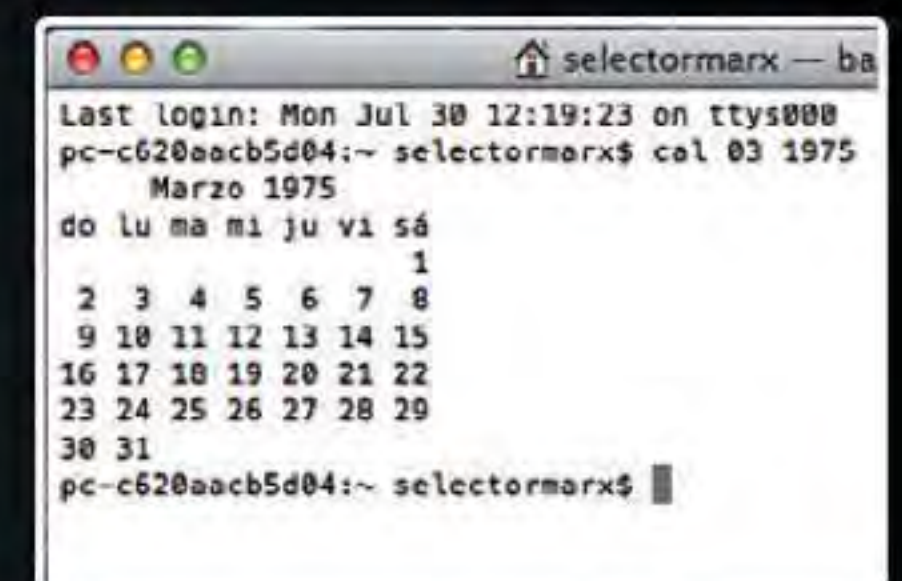 selectormarx — ba
Last login: Mon Jul 30 12:19:23 on ttys000
pc-c620aacb5d04:~ selectormarx$ cal 03 1975
     Marzo 1975
do lu ma mi ju vi sá
                   1
 2  3  4  5  6  7  8
 9 10 11 12 13 14 15
16 17 18 19 20 21 22
23 24 25 26 27 28 29
30 31
pc-c620aacb5d04:~ selectormarx$